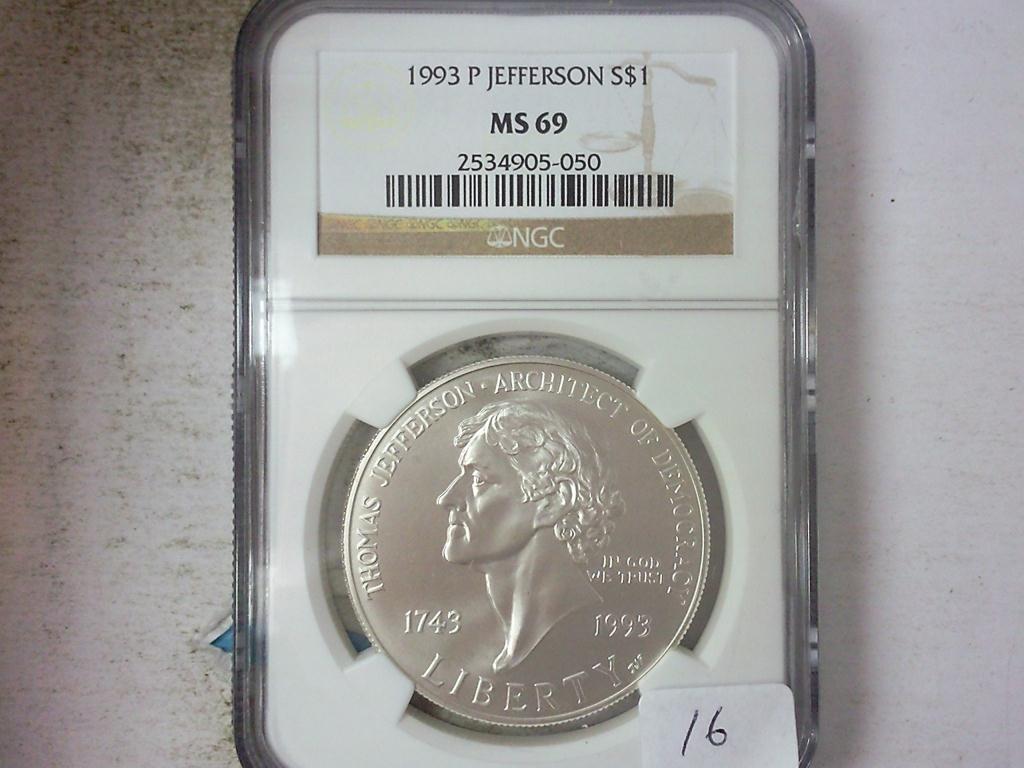 1993 P JEFFERSON S$1
MS 69
2534905-050
NGC
THOMAS JEFFERSON · ARCHITECT OF DEMOCRACY
IN GOD
WE TRUST
1743 1993
LIBERTY
16